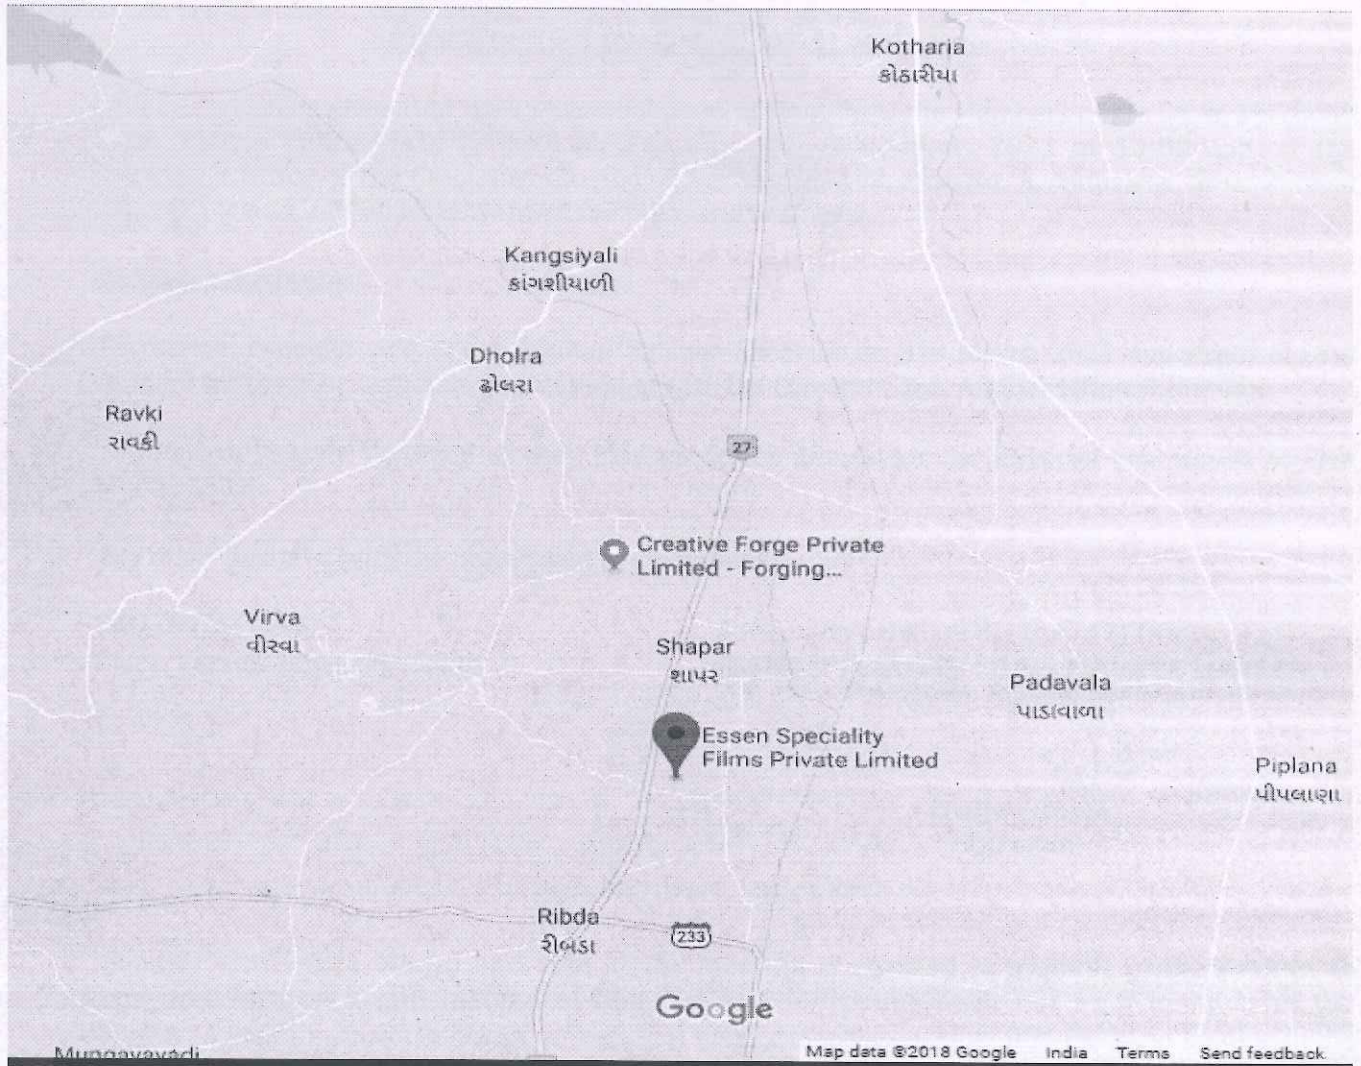 Kotharia
કોઠારીયા
Kangsiyali
કાંગશીયાળી
Dholra
ઢોલરા
Ravki
રાવકી
27
Creative Forge Private
Limited - Forging...
Virva
વીરવા
Shapar
શાપર
Padavala
પાડાવાળા
Essen Speciality
Films Private Limited
Piplana
પીપલાણા
Ribda
રીબડા
233
Google
Mungavavadi
Map data ©2018 Google India Terms Send feedback